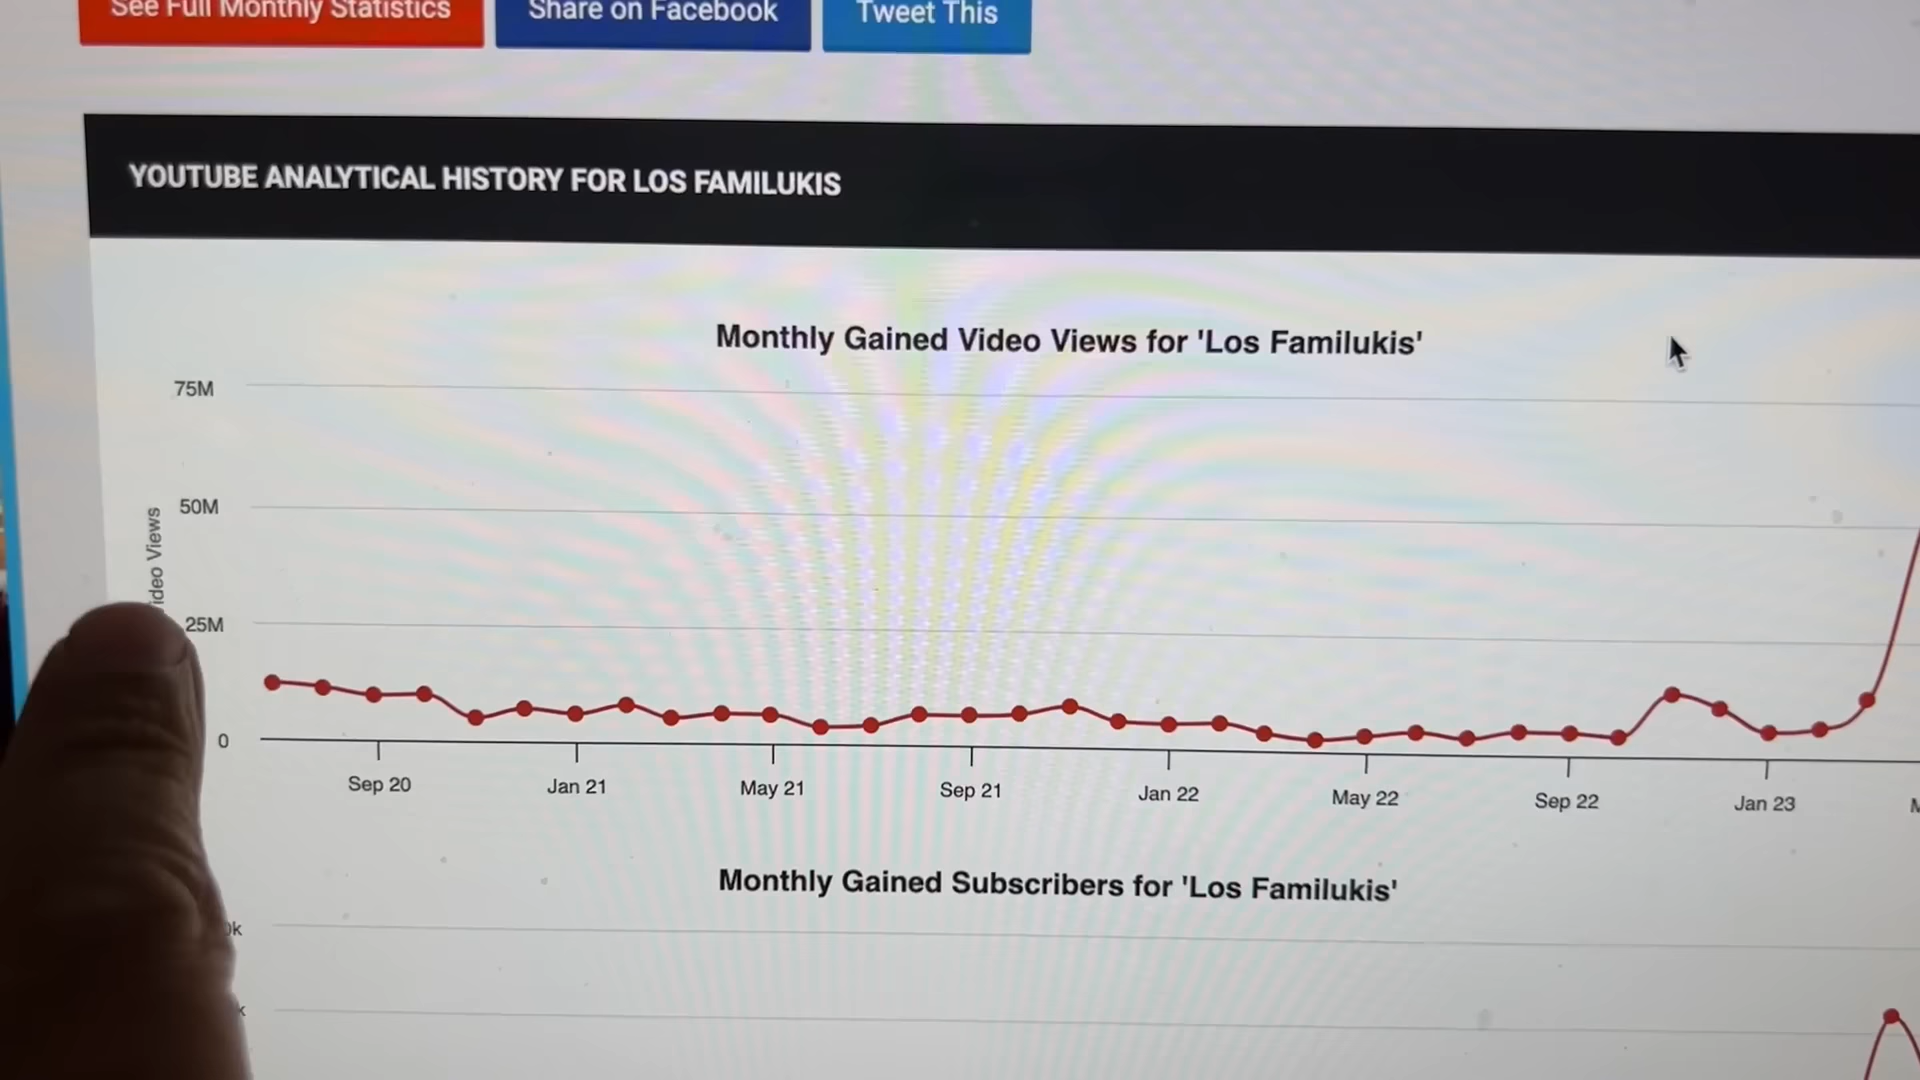 See Full Monthly Statistics
Share on Facebook
Tweet This
YOUTUBE ANALYTICAL HISTORY FOR LOS FAMILUKIS
Monthly Gained Video Views for 'Los Familukis'
75M
50M
25M
0
Views
Sep 20
Jan 21
May 21
Sep 21
Jan 22
May 22
Sep 22
Jan 23
Monthly Gained Subscribers for 'Los Familukis'